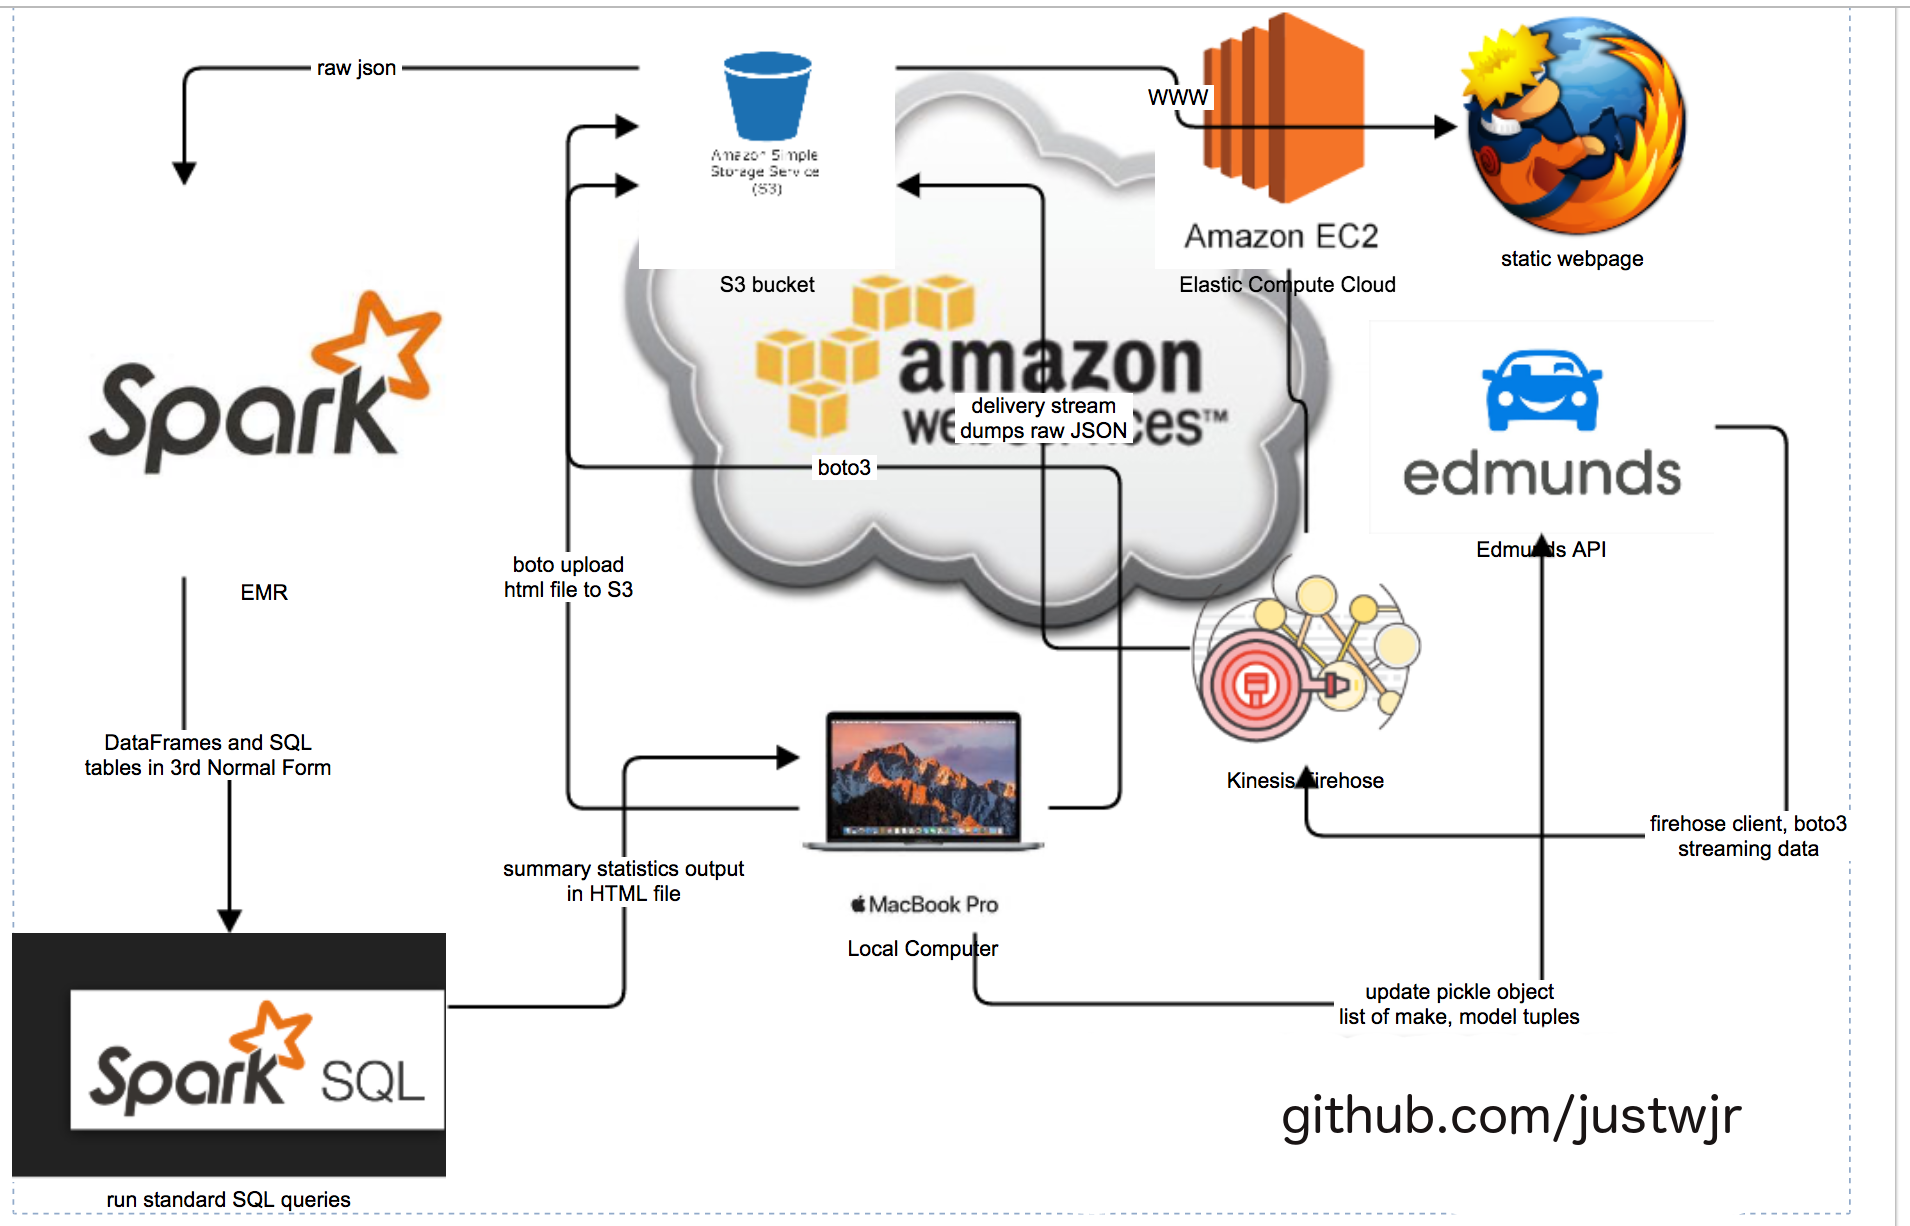 raw json
Amazon Simple
Storage Service
(S3)
S3 bucket
WWW
Amazon EC2
Elastic Compute Cloud
static webpage
Spark
EMR
amazon
delivery stream
dumps raw JSON
boto3
edmunds
Edmunds API
boto upload
html file to S3
DataFrames and SQL
tables in 3rd Normal Form
Kinesis Firehose
firehose client, boto3
streaming data
summary statistics output
in HTML file
MacBook Pro
Local Computer
update pickle object
list of make, model tuples
Spark SQL
run standard SQL queries
github.com/justwjr